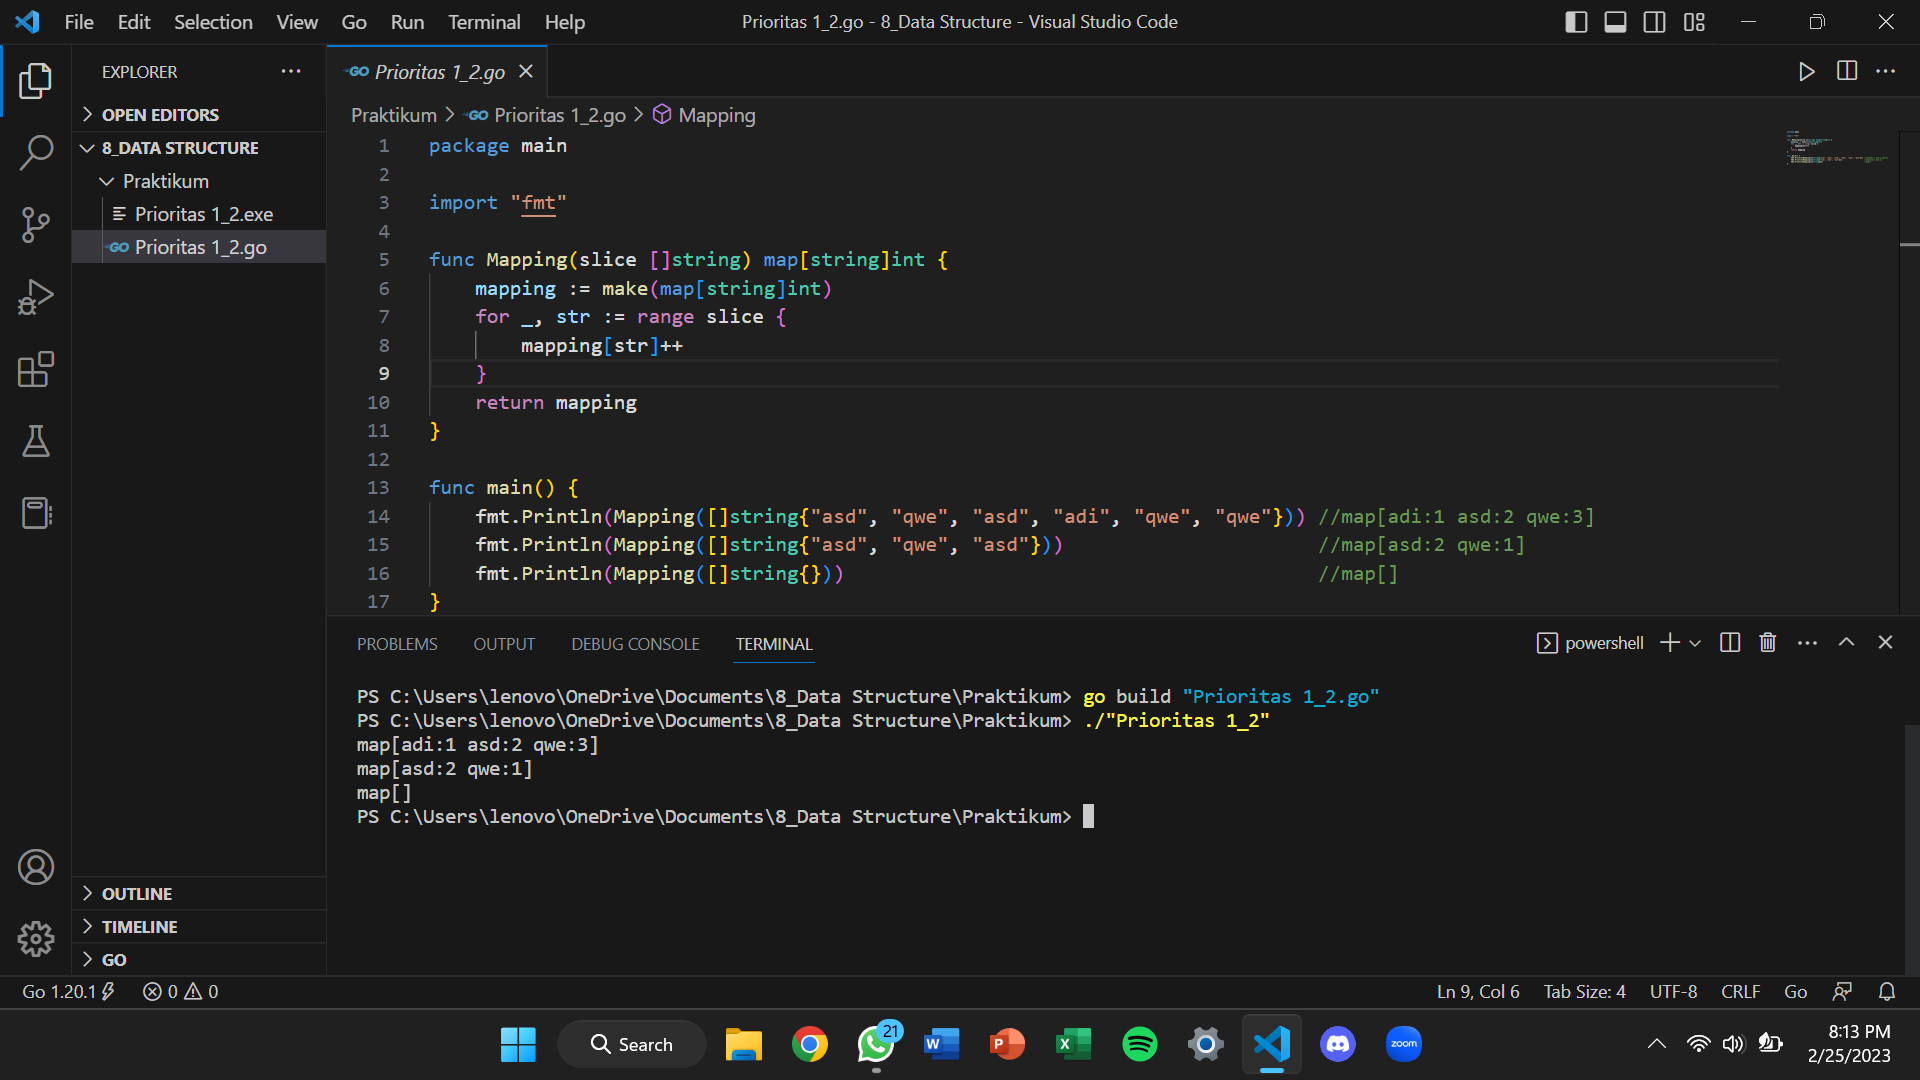 File Edit Selection View Go Run Terminal Help
Prioritas 1_2.go - 8_Data Structure - Visual Studio Code
EXPLORER
OPEN EDITORS
8_DATA STRUCTURE
Praktikum
Prioritas 1_2.exe
GO Prioritas 1_2.go
OUTLINE
TIMELINE
GO
GO Prioritas 1_2.go
Praktikum > GO Prioritas 1_2.go > Mapping
1 package main
2
3 import "fmt"
4
5 func Mapping(slice []string) map[string]int {
6 mapping := make(map[string]int)
7 for _, str := range slice {
8 mapping[str]++
9 }
10 return mapping
11 }
12
13 func main() {
14 fmt.Println(Mapping([]string{"asd", "qwe", "asd", "adi", "qwe", "qwe"})) //map[adi:1 asd:2 qwe:3]
15 fmt.Println(Mapping([]string{"asd", "qwe", "asd"})) //map[asd:2 qwe:1]
16 fmt.Println(Mapping([]string{})) //map[]
17 }
PROBLEMS OUTPUT DEBUG CONSOLE TERMINAL
powershell
PS C:\Users\lenovo\OneDrive\Documents\8_Data Structure\Praktikum> go build "Prioritas 1_2.go"
PS C:\Users\lenovo\OneDrive\Documents\8_Data Structure\Praktikum> ./"Prioritas 1_2"
map[adi:1 asd:2 qwe:3]
map[asd:2 qwe:1]
map[]
PS C:\Users\lenovo\OneDrive\Documents\8_Data Structure\Praktikum>
Go 1.20.1 0 0
Ln 9, Col 6 Tab Size: 4 UTF-8 CRLF Go
Search
21
W
P
X
zoom
8:13 PM
2/25/2023